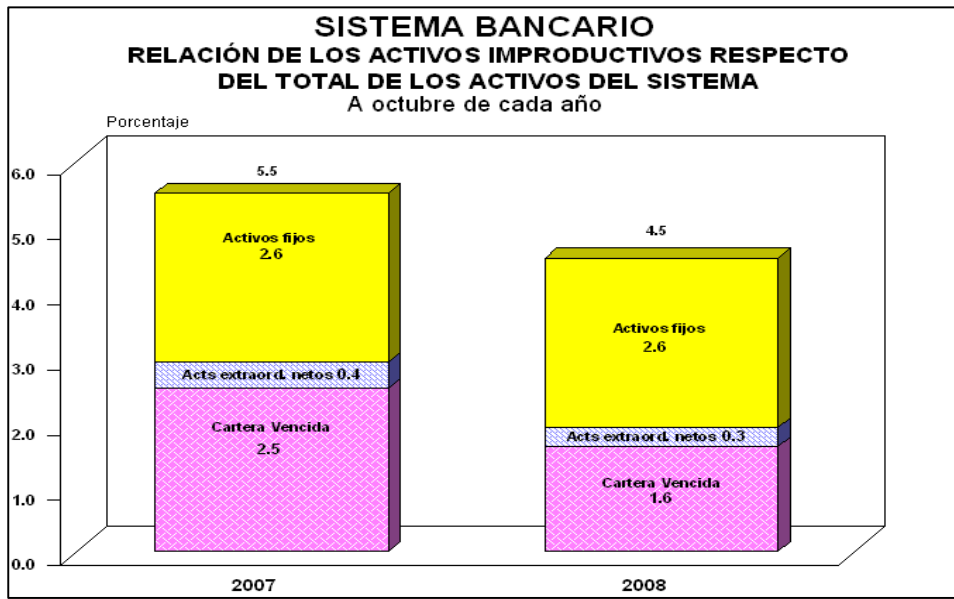 SISTEMA BANCARIO
RELACIÓN DE LOS ACTIVOS IMPRODUCTIVOS RESPECTO
DEL TOTAL DE LOS ACTIVOS DEL SISTEMA
A octubre de cada año
Porcentaje
6.0
5.0
4.0
3.0
2.0
1.0
0.0
5.5
Activos fijos
2.6
Acts extraord. netos 0.4
Cartera Vencida
2.5
4.5
Activos fijos
2.6
Acts extraord. netos 0.3
Cartera Vencida
1.6
2007
2008